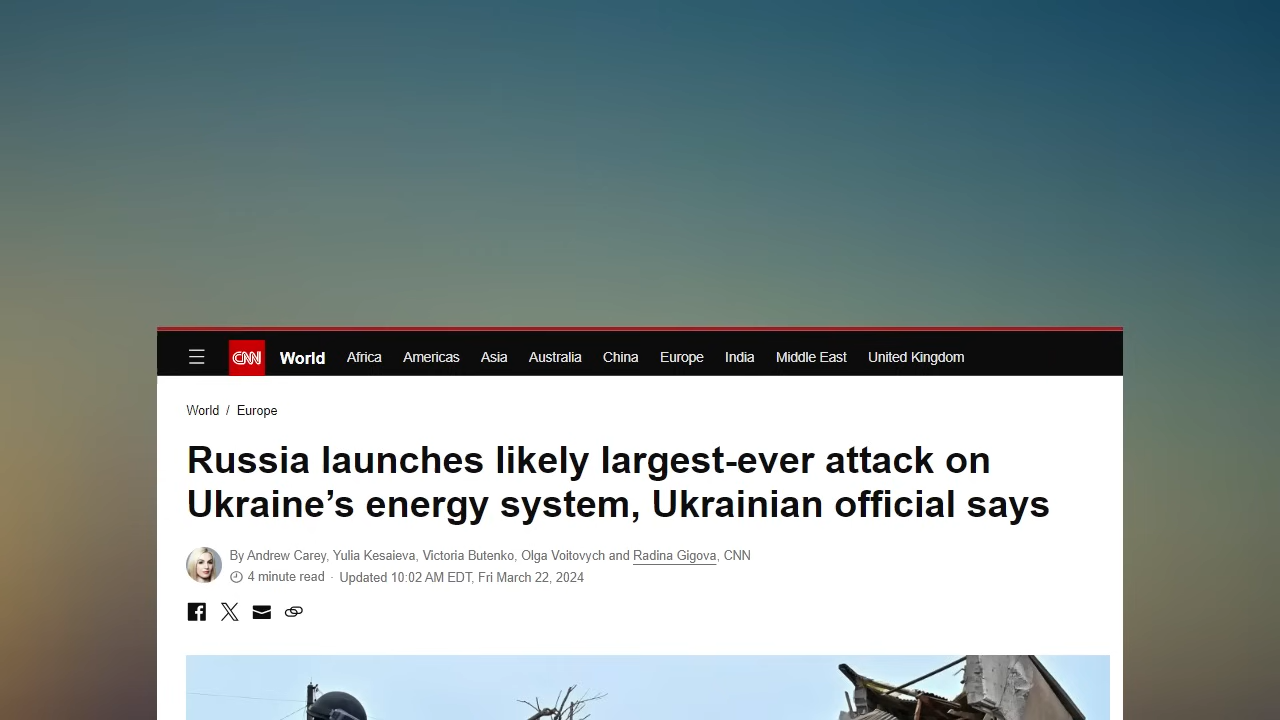 CNN World Africa Americas Asia Australia China Europe India Middle East United Kingdom
World / Europe
Russia launches likely largest-ever attack on
Ukraine’s energy system, Ukrainian official says
By Andrew Carey, Yulia Kesaieva, Victoria Butenko, Olga Voitovych and Radina Gigova, CNN
4 minute read · Updated 10:02 AM EDT, Fri March 22, 2024